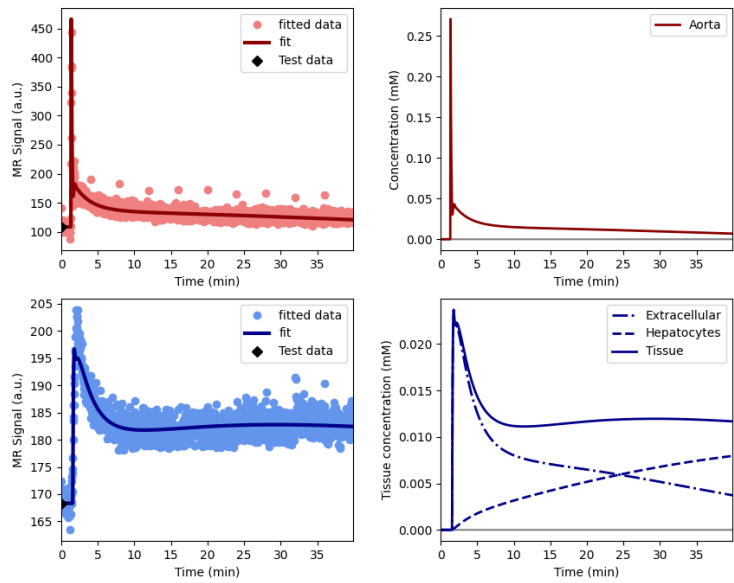 450
400
350
300
250
200
150
100
MR Signal (a.u.)
fitted data
fit
Test data
0 5 10 15 20 25 30 35
Time (min)
0.25
0.20
0.15
0.10
0.05
0.00
Concentration (mM)
Aorta
0 5 10 15 20 25 30 35
Time (min)
205
200
195
190
185
180
175
170
165
MR Signal (a.u.)
fitted data
fit
Test data
0 5 10 15 20 25 30 35
Time (min)
0.020
0.015
0.010
0.005
0.000
Tissue concentration (mM)
Extracellular
Hepatocytes
Tissue
0 5 10 15 20 25 30 35
Time (min)